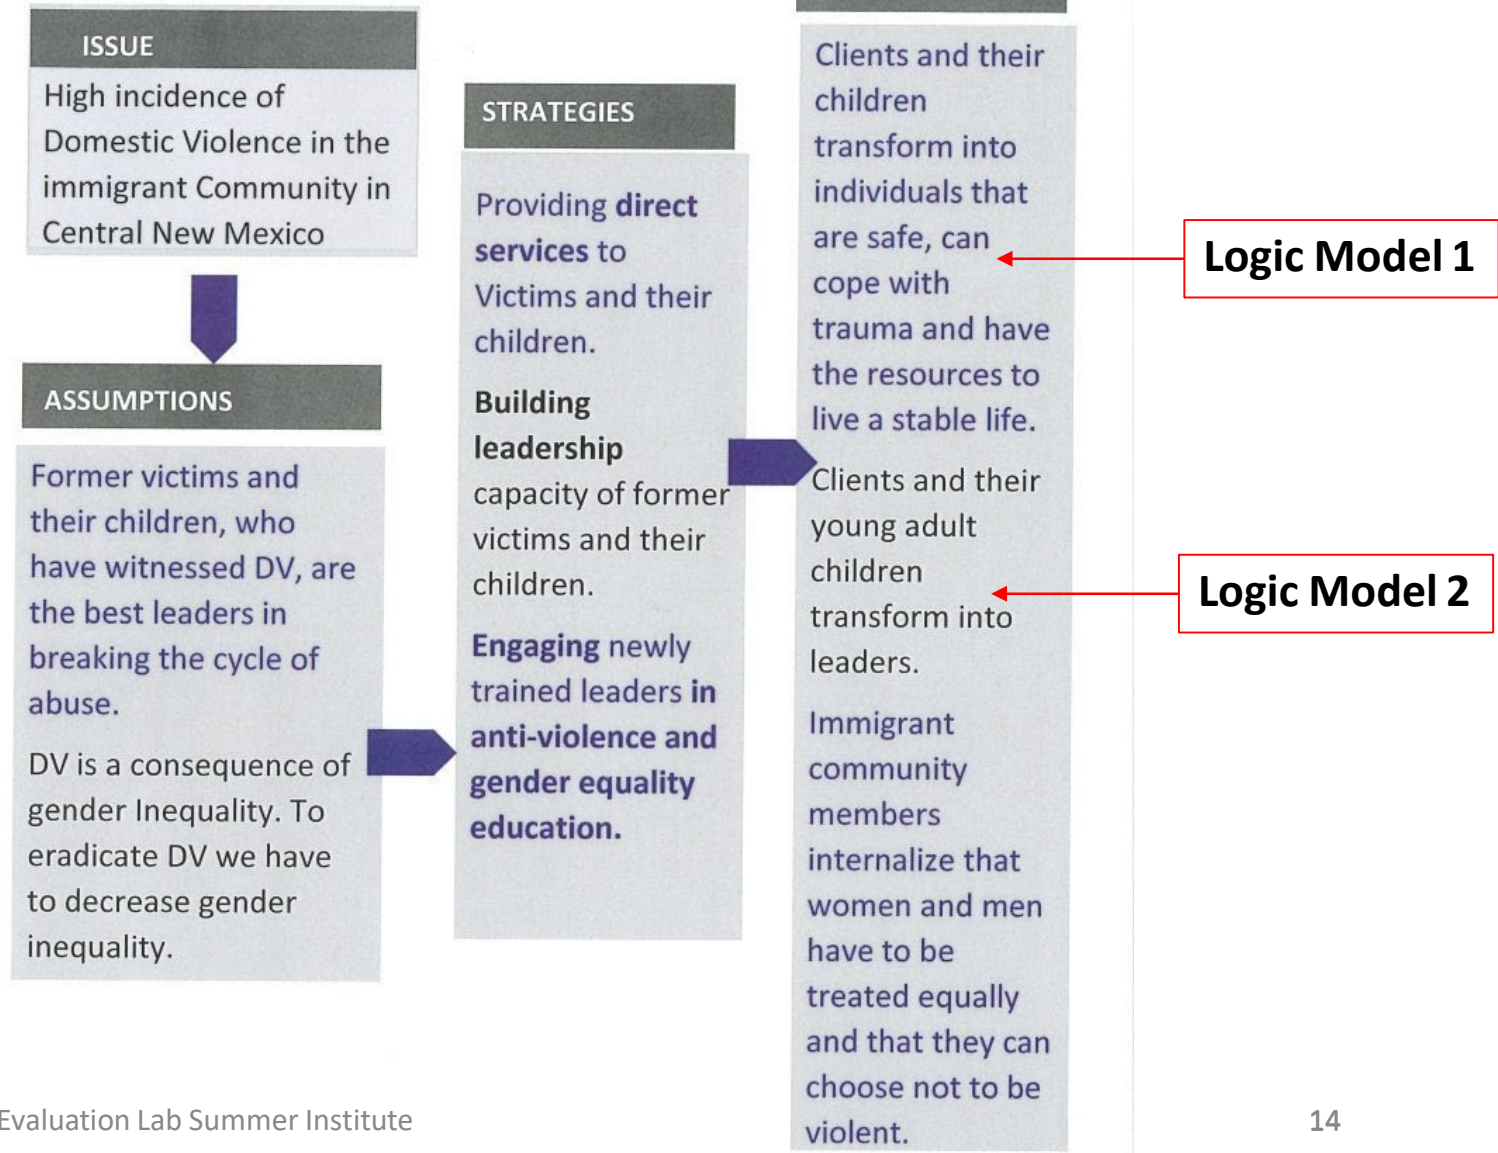 ISSUE
High incidence of
Domestic Violence in the
immigrant Community in
Central New Mexico
ASSUMPTIONS
Former victims and
their children, who
have witnessed DV, are
the best leaders in
breaking the cycle of
abuse.
DV is a consequence of
gender Inequality. To
eradicate DV we have
to decrease gender
inequality.
STRATEGIES
Providing direct
services to
Victims and their
children.
Building
leadership
capacity of former
victims and their
children.
Engaging newly
trained leaders in
anti-violence and
gender equality
education.
Clients and their
children
transform into
individuals that
are safe, can
cope with
trauma and have
the resources to
live a stable life.
Clients and their
young adult
children
transform into
leaders.
Immigrant
community
members
internalize that
women and men
have to be
treated equally
and that they can
choose not to be
violent.
Logic Model 1
Logic Model 2
Evaluation Lab Summer Institute
14